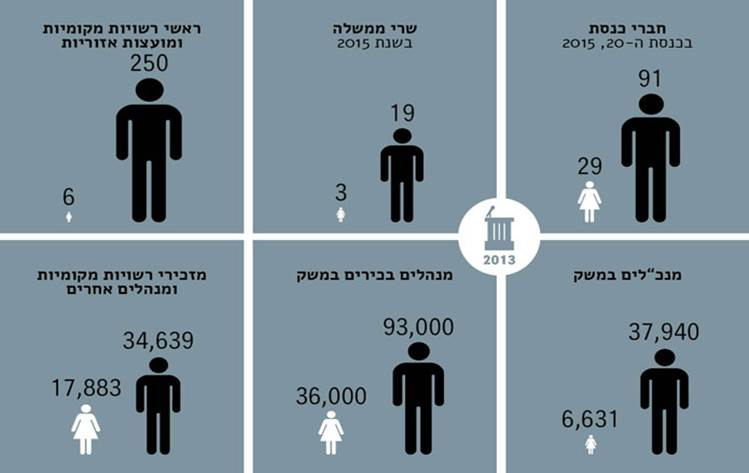 חברי כנסת
בכנסת ה-20, 2015
91
29
שרי ממשלה
בשנת 2015
19
3
ראשי רשויות מקומיות
ומועצות אזוריות
250
6
2013
מנכ"לים במשק
37,940
6,631
מנהלים בכירים במשק
93,000
36,000
מזכירי רשויות מקומיות
ומנהלים אחרים
34,639
17,883